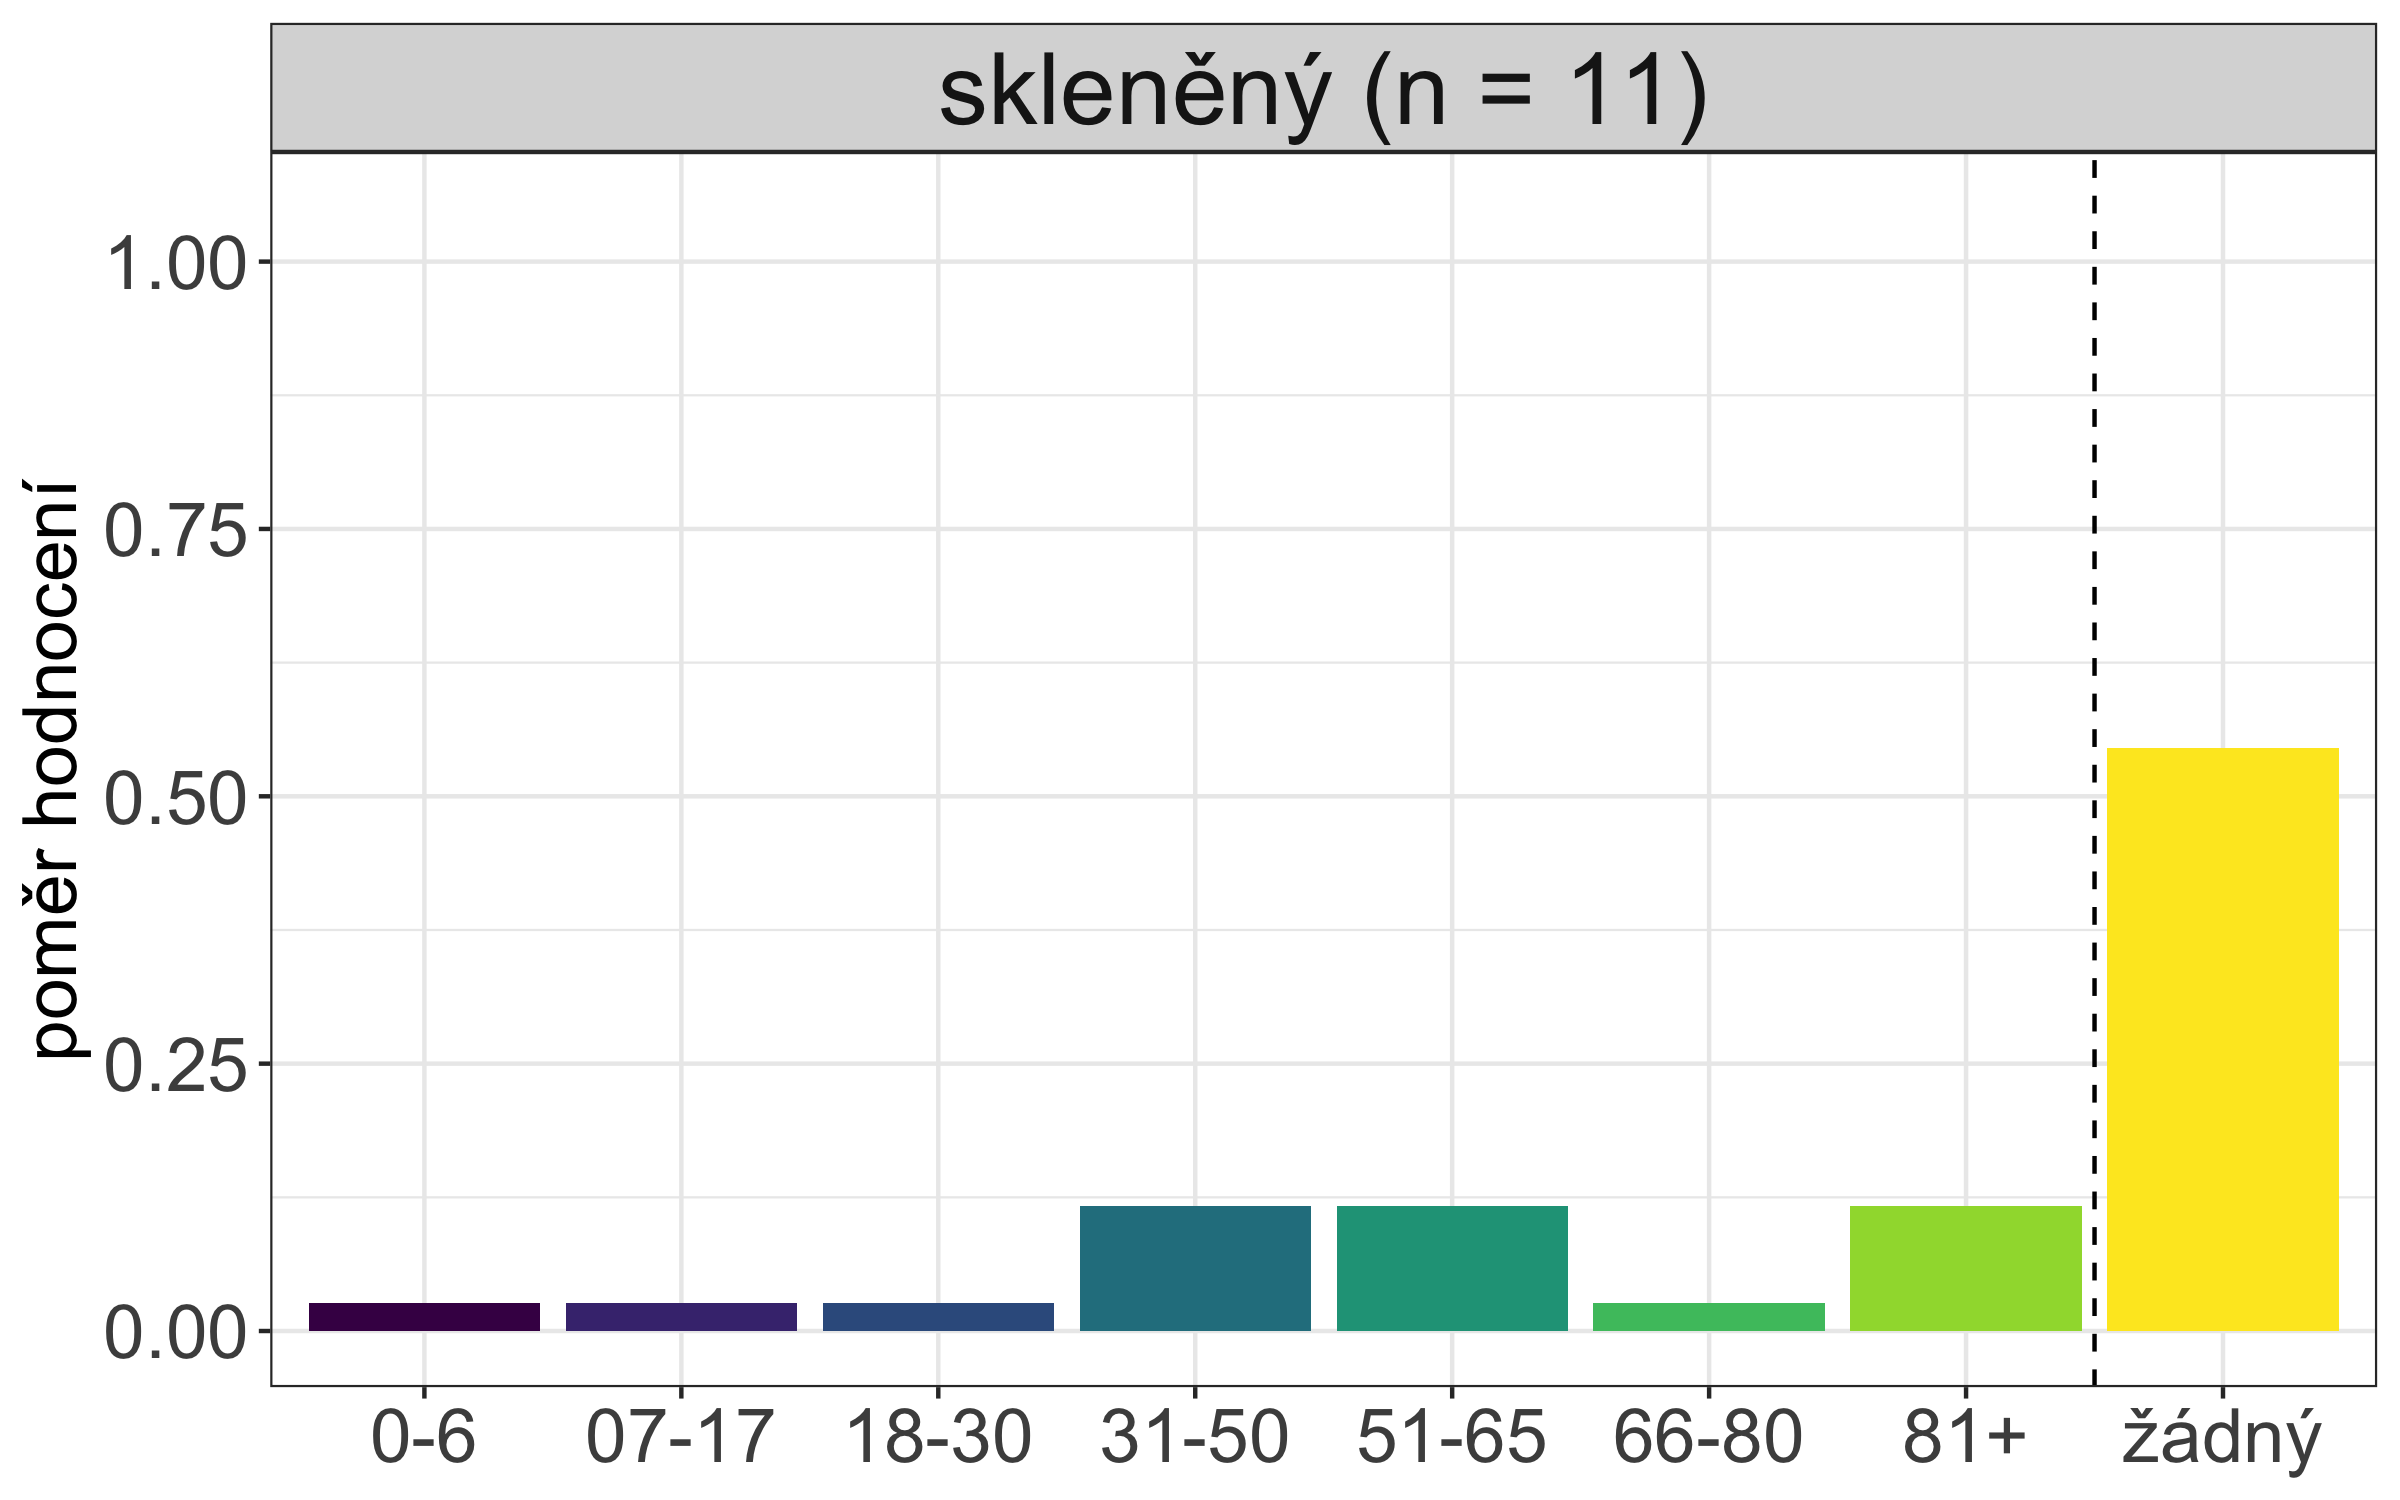 skleněný (n = 11)
poměr hodnocení
1.00
0.75
0.50
0.25
0.00
0-6 07-17 18-30 31-50 51-65 66-80 81+ žádný